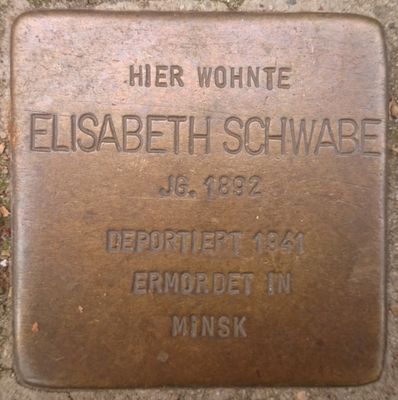 HIER WOHNTE
ELISABETH SCHWABE
JG. 1892
DEPORTIERT 1941
ERMORDET IN
MINSK